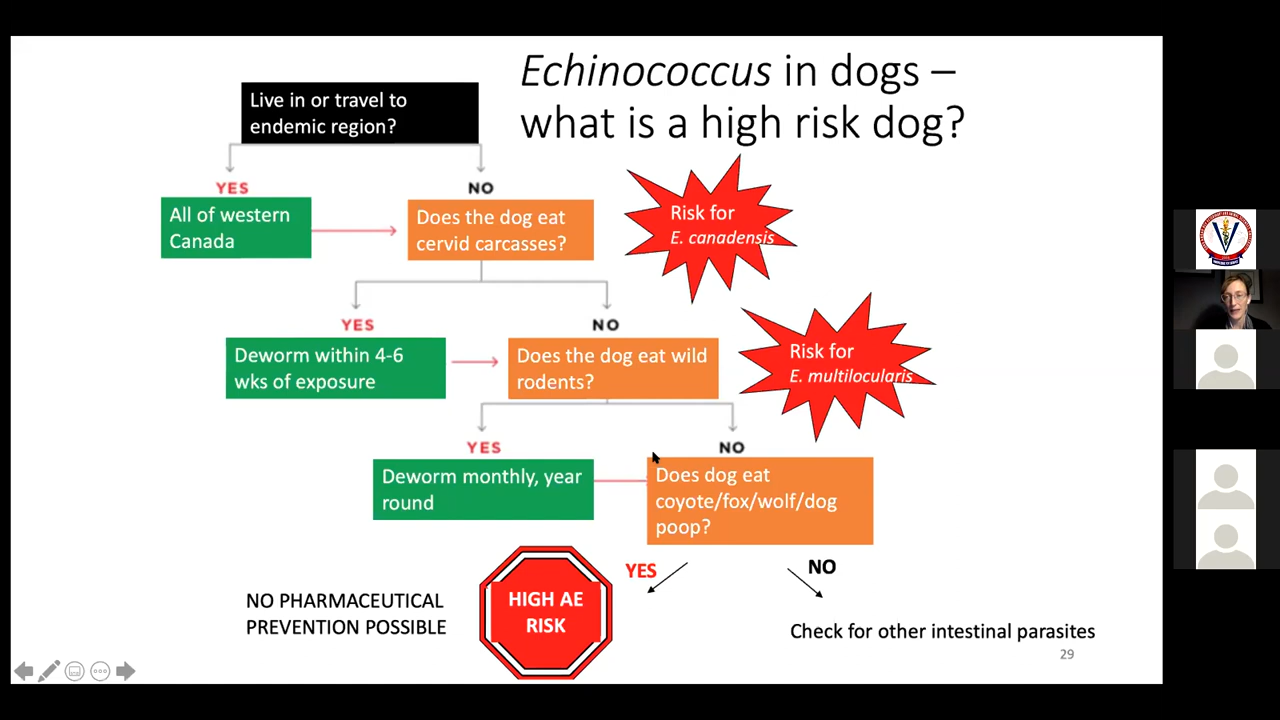 Echinococcus in dogs –
what is a high risk dog?
Live in or travel to
endemic region?
YES
NO
All of western
Canada
Does the dog eat
cervid carcasses?
Risk for
E. canadensis
YES
NO
Deworm within 4-6
wks of exposure
Does the dog eat wild
rodents?
Risk for
E. multilocularis
YES
NO
Deworm monthly, year
round
Does dog eat
coyote/fox/wolf/dog
poop?
YES
NO
NO PHARMACEUTICAL
PREVENTION POSSIBLE
HIGH AE
RISK
Check for other intestinal parasites
29
V